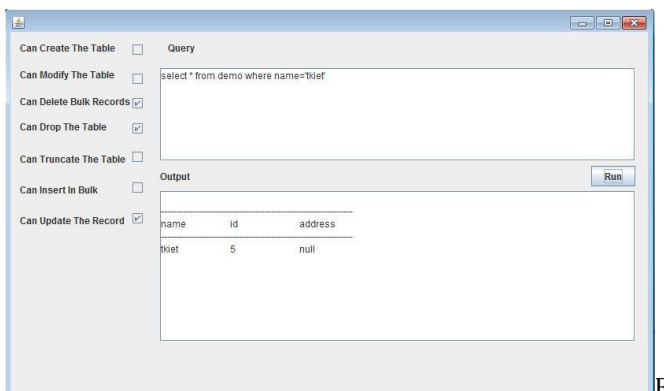 Can Create The Table
Can Modify The Table
Can Delete Bulk Records
Can Drop The Table
Can Truncate The Table
Can Insert In Bulk
Can Update The Record
Query
select * from demo where name='tkiet'
Run
Output
name id address
tkiet 5 null